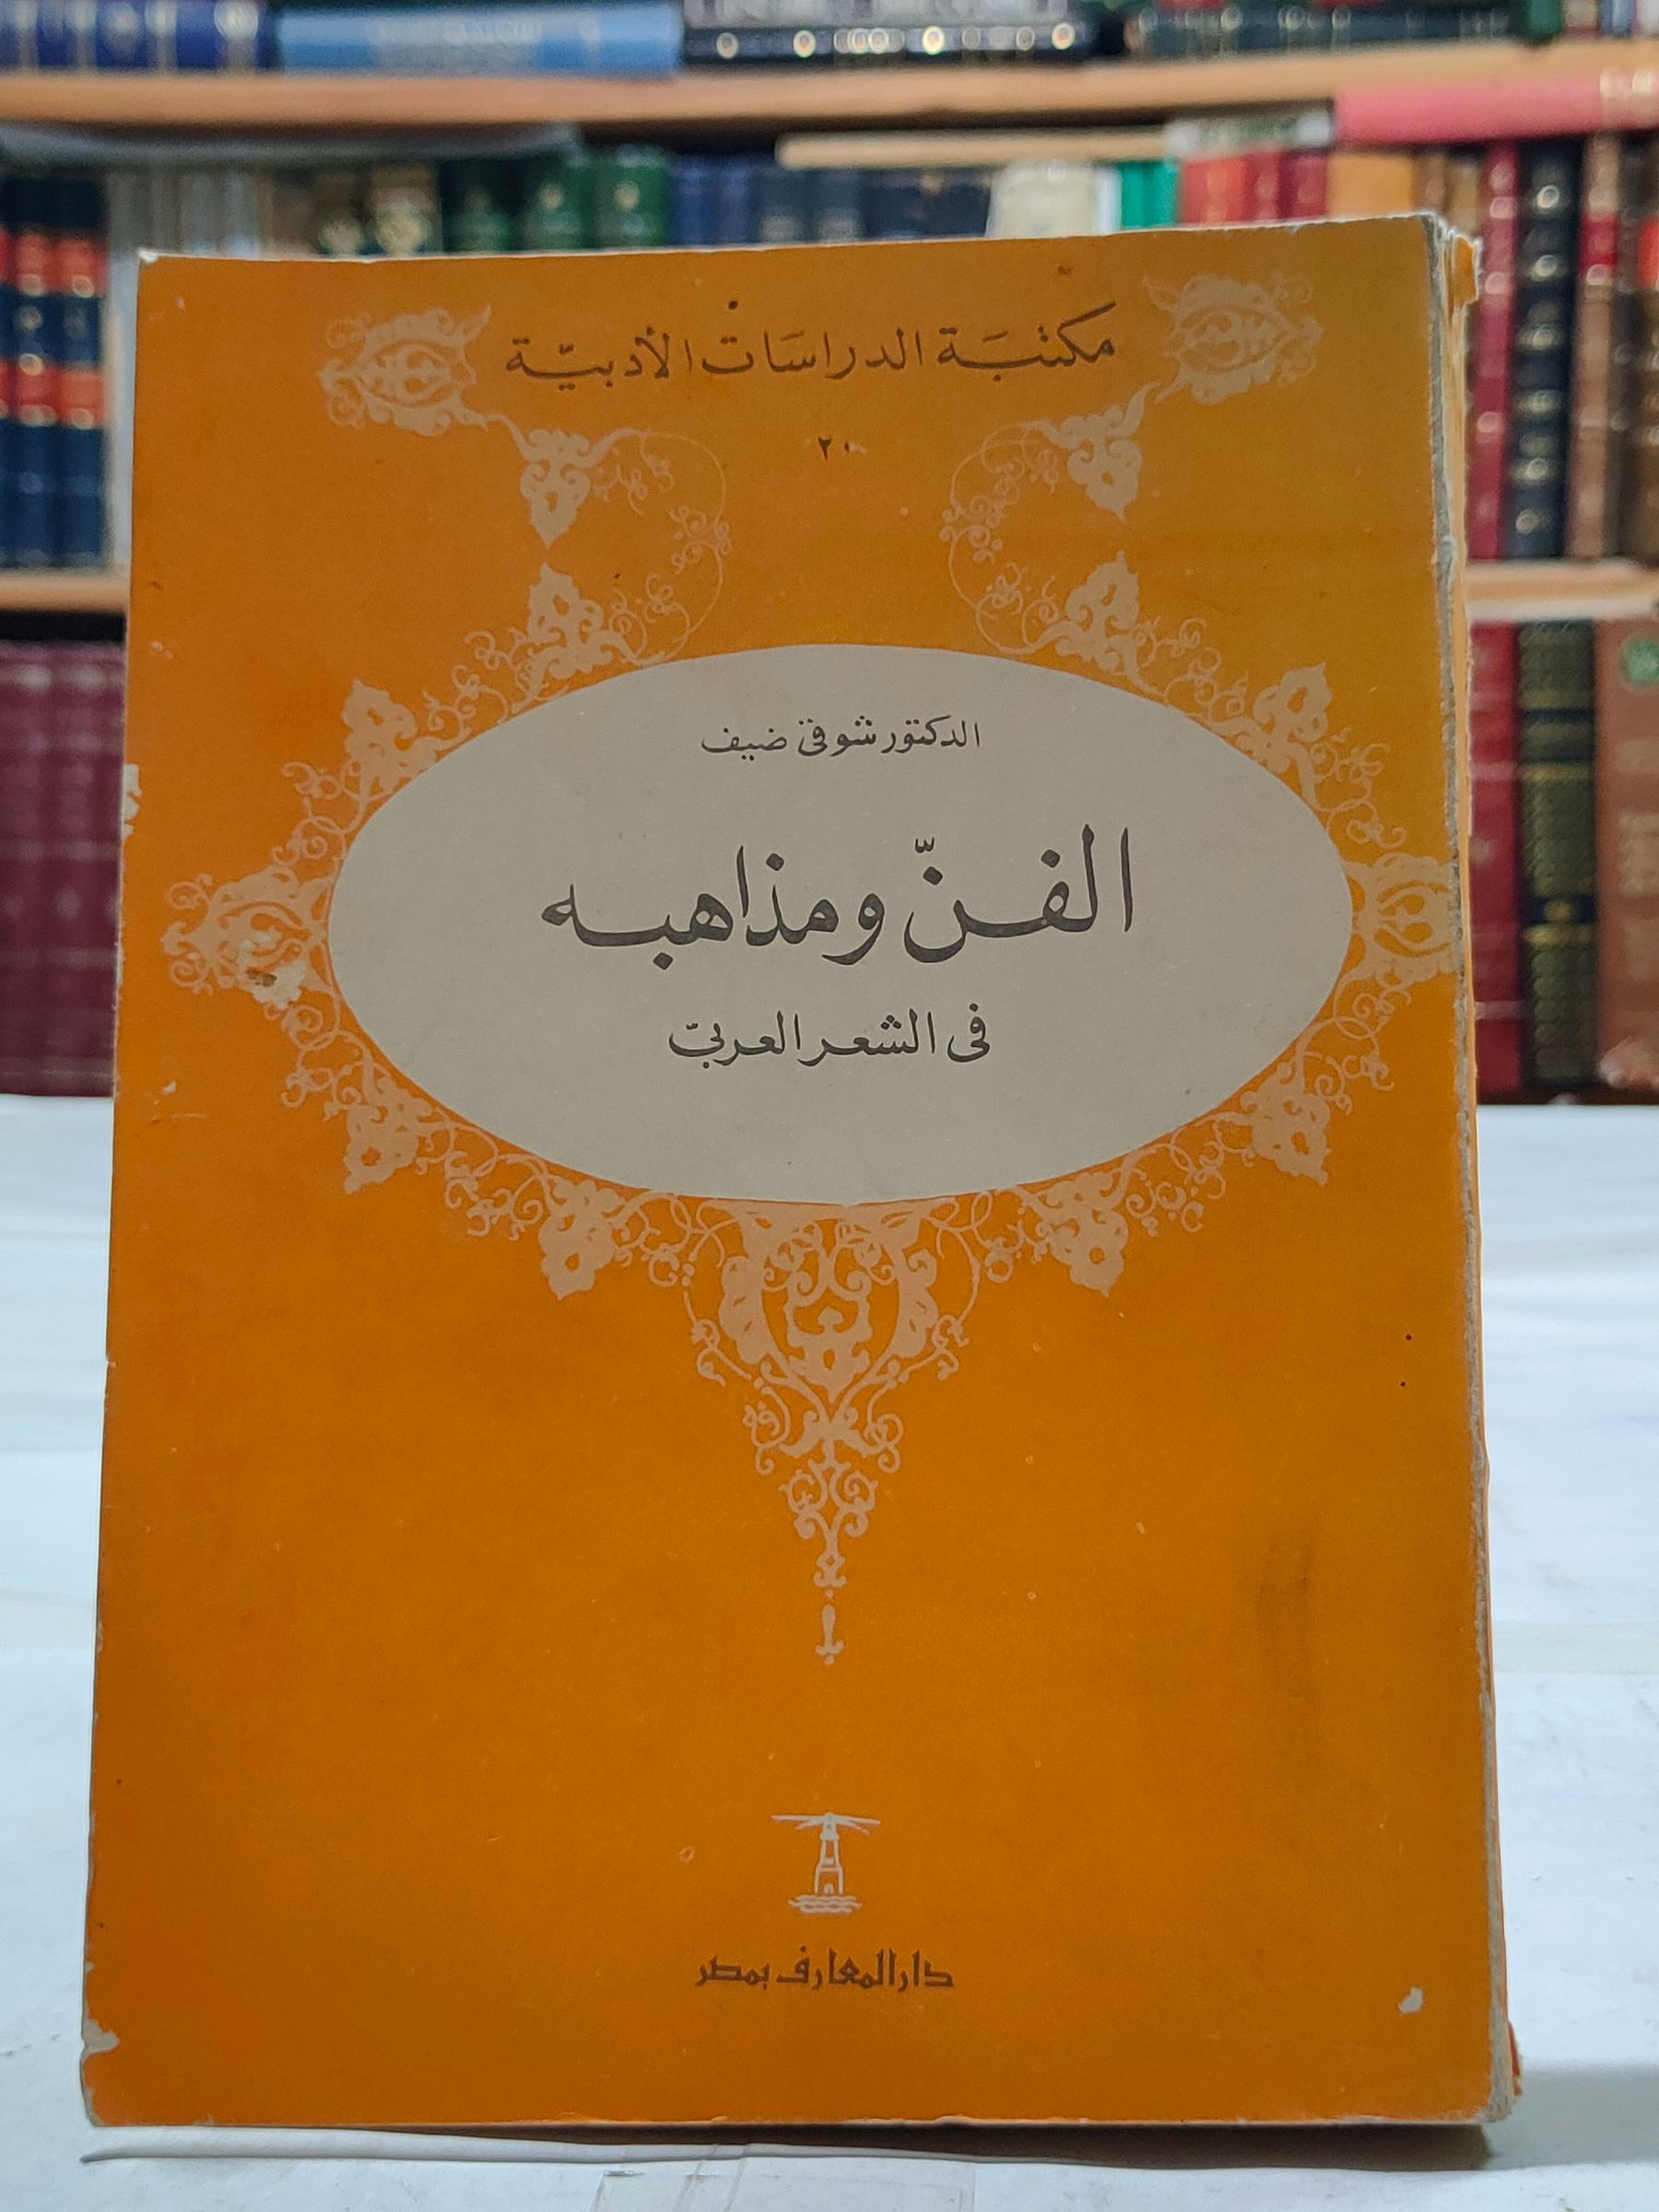 مكتبة الدراسات الأدبية
٢٠
الدكتور شوقى ضيف
الفنّ ومذاهبه
فى الشعر العربىّ
دار المعارف بمصر